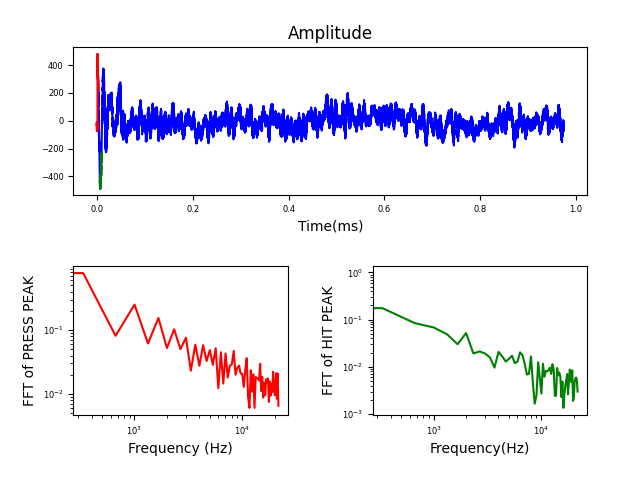 Amplitude
400
200
0
−200
−400
0.0 0.2 0.4 0.6 0.8 1.0
Time(ms)
FFT of PRESS PEAK
10⁻¹
10⁻²
10³ 10⁴
Frequency (Hz)
FFT of HIT PEAK
10⁰
10⁻¹
10⁻²
10⁻³
10³ 10⁴
Frequency(Hz)